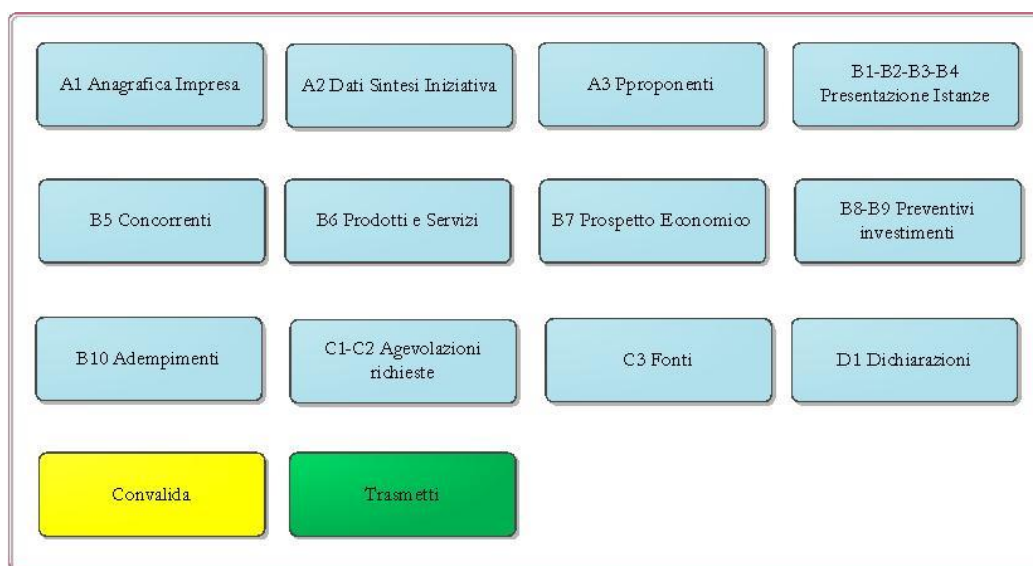 A1 Anagrafica Impresa
A2 Dati Sintesi Iniziativa
A3 Pproponenti
B1-B2-B3-B4
Presentazione Istanze
B5 Concorrenti
B6 Prodotti e Servizi
B7 Prospetto Economico
B8-B9 Preventivi
investimenti
B10 Adempimenti
C1-C2 Agevolazioni
richieste
C3 Fonti
D1 Dichiarazioni
Convalida
Trasmetti